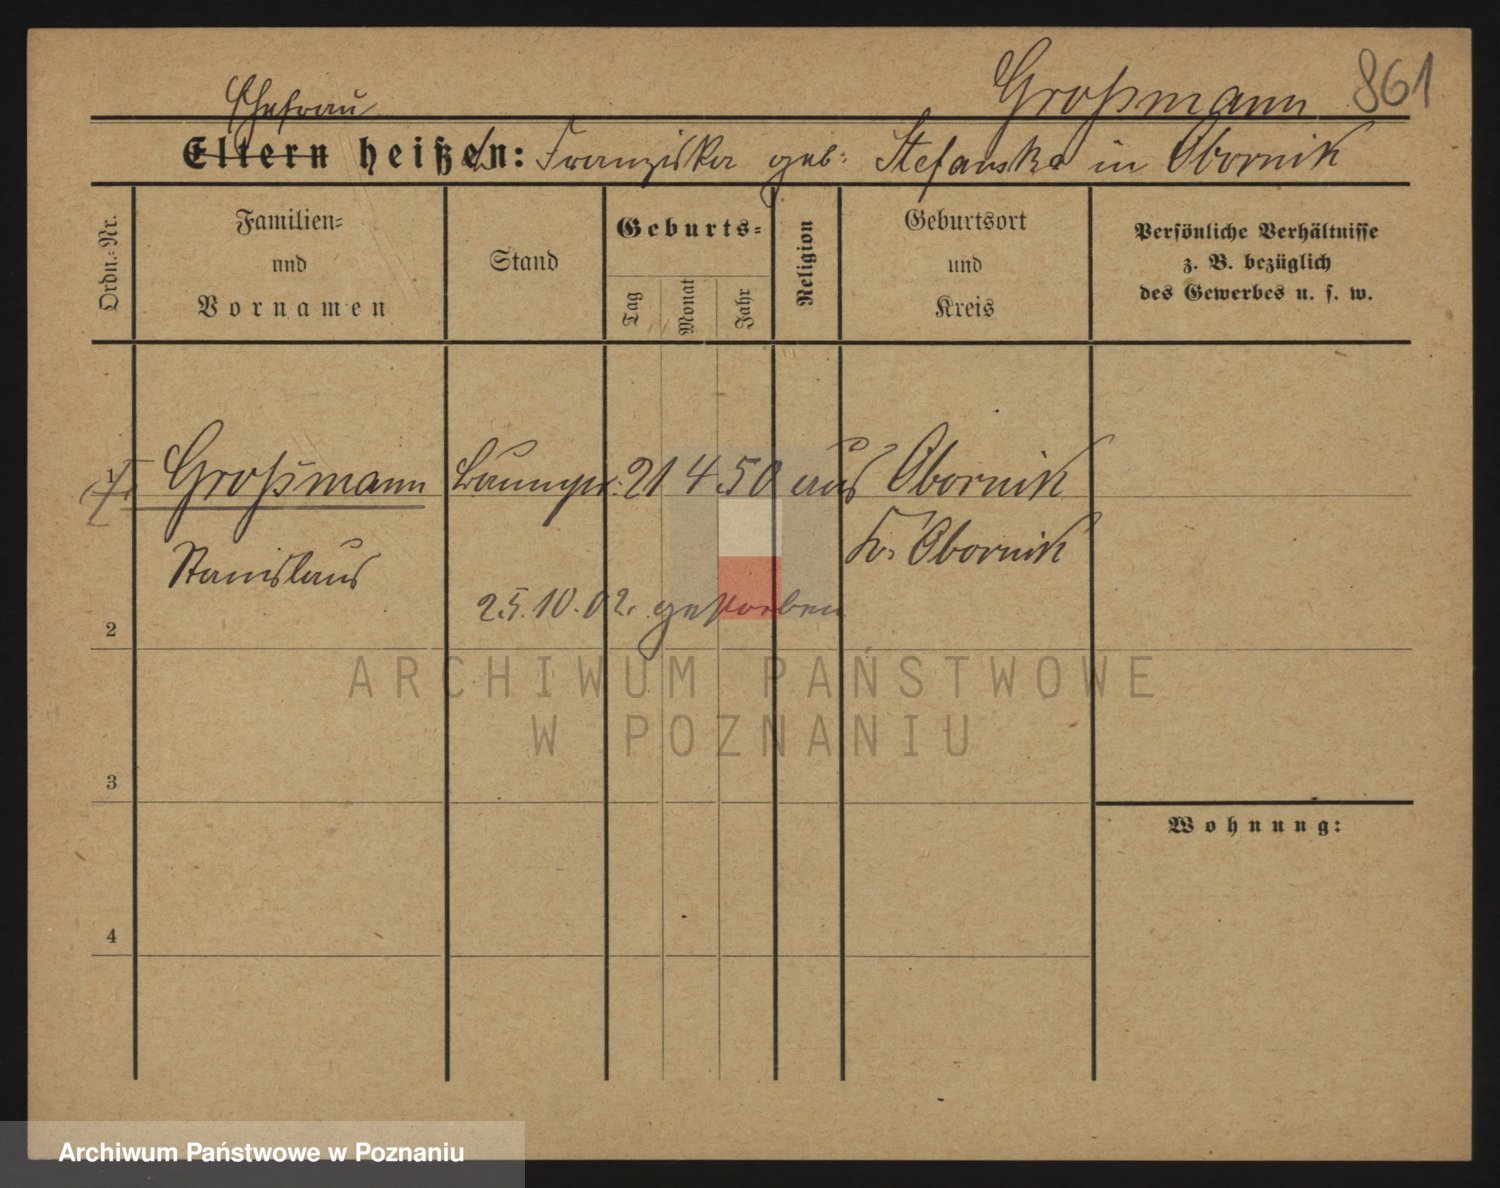 Großmann 861
Ehefrau
Eltern heißen: Franziska geb: Stefanska in Obornik
Ordn.-Nr.
Familien-
und
Vornamen
Stand
Geburts-
Tag
Monat
Jahr
Religion
Geburtsort
und
Kreis
Persönliche Verhältnisse
z. B. bezüglich
des Gewerbes u. s. w.
1 Großmann 21 4 50 aus Obornik
Stanislaus Kr. Obornik
25.10.02. gestorben
2
3
4
Wohnung:
ARCHIWUM PAŃSTWOWE
W POZNANIU
Archiwum Państwowe w Poznaniu